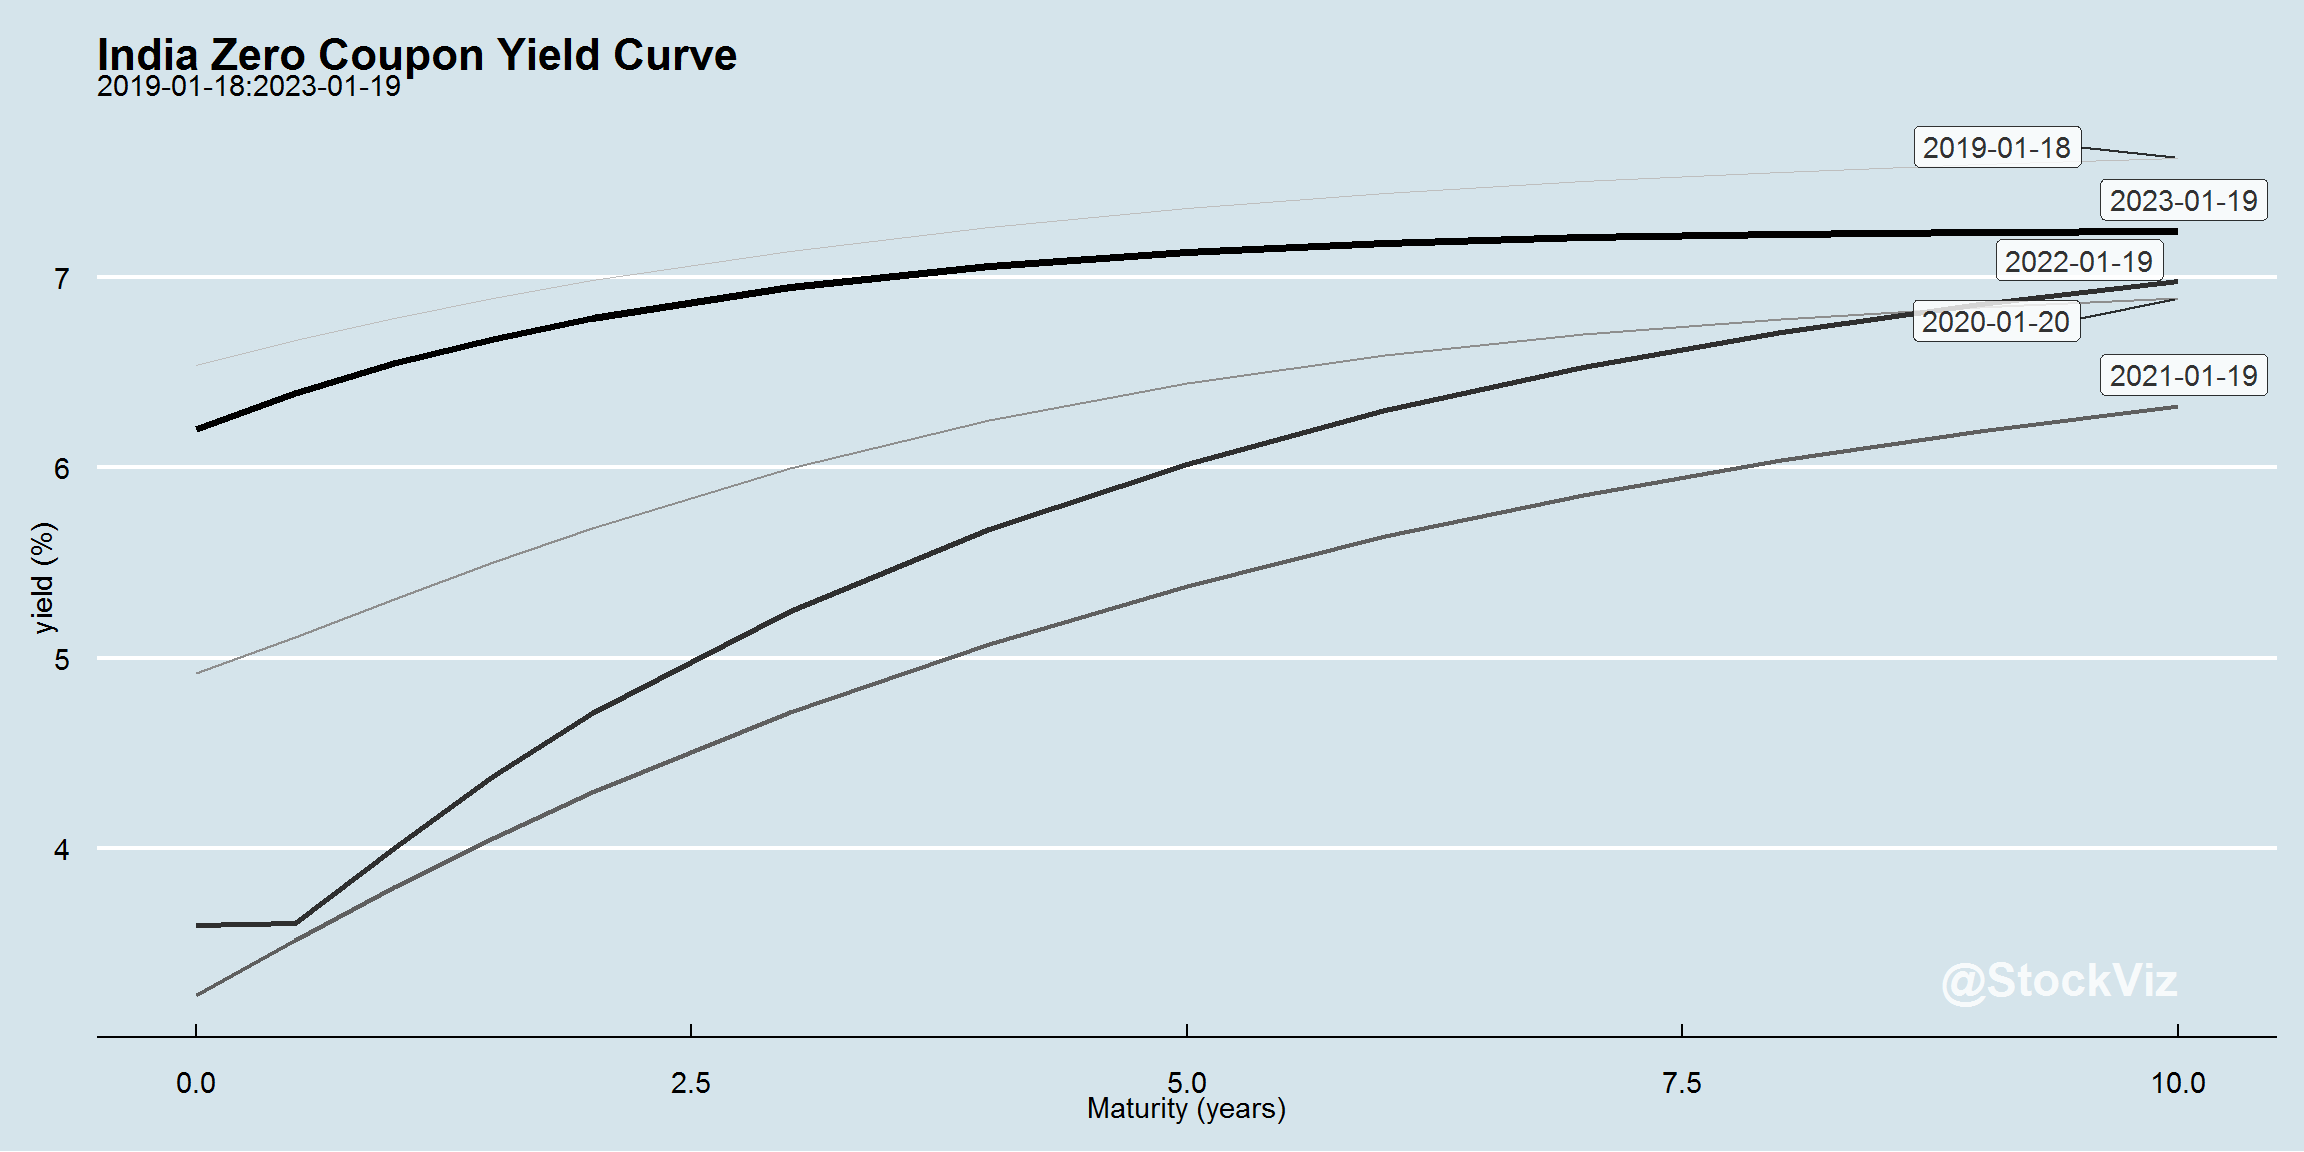 India Zero Coupon Yield Curve
2019-01-18:2023-01-19
2019-01-18
2023-01-19
2022-01-19
2020-01-20
2021-01-19
yield (%)
7
6
5
4
@StockViz
0.0 2.5 5.0 7.5 10.0
Maturity (years)